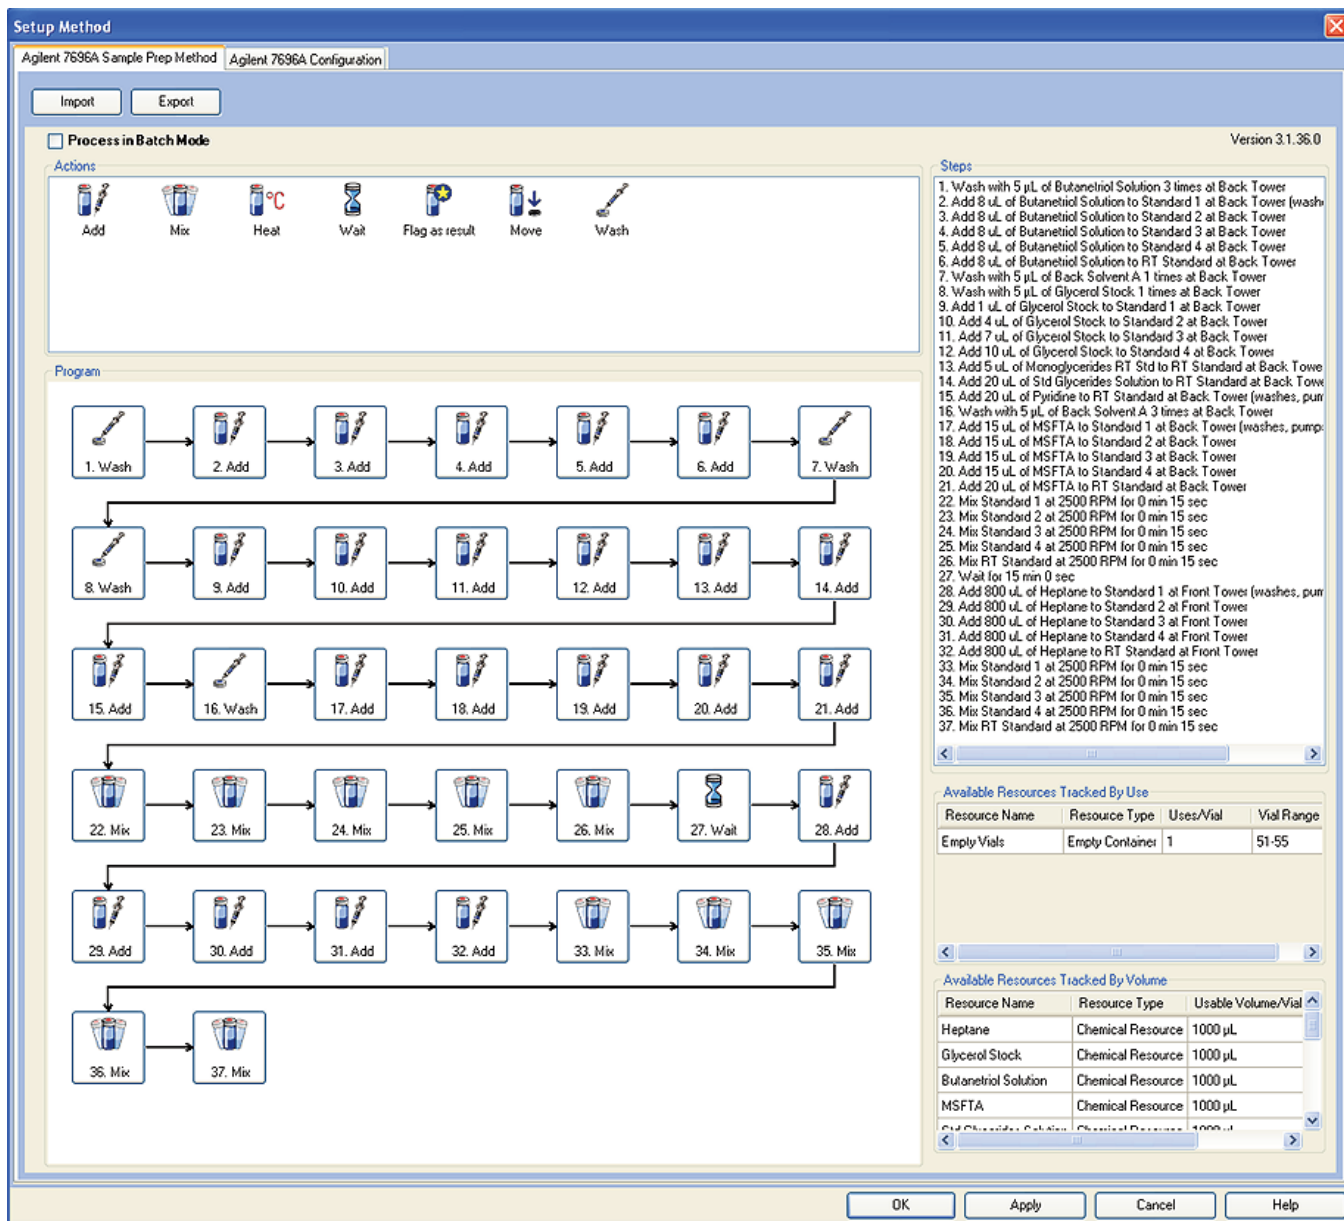 Setup Method
Agilent 7696A Sample Prep Method
Agilent 7696A Configuration
Import
Export
Process in Batch Mode
Version 3.1.36.0
Actions
Add
Mix
°C
Heat
Wait
Flag as result
Move
Wash
Program
1. Wash
2. Add
3. Add
4. Add
5. Add
6. Add
7. Wash
8. Wash
9. Add
10. Add
11. Add
12. Add
13. Add
14. Add
15. Add
16. Wash
17. Add
18. Add
19. Add
20. Add
21. Add
22. Mix
23. Mix
24. Mix
25. Mix
26. Mix
27. Wait
28. Add
29. Add
30. Add
31. Add
32. Add
33. Mix
34. Mix
35. Mix
36. Mix
37. Mix
Steps
1. Wash with 5 µL of Butanetriol Solution 3 times at Back Tower
2. Add 8 uL of Butanetriol Solution to Standard 1 at Back Tower (wash
3. Add 8 uL of Butanetriol Solution to Standard 2 at Back Tower
4. Add 8 uL of Butanetriol Solution to Standard 3 at Back Tower
5. Add 8 uL of Butanetriol Solution to Standard 4 at Back Tower
6. Add 8 uL of Butanetriol Solution to RT Standard at Back Tower
7. Wash with 5 µL of Back Solvent A 1 times at Back Tower
8. Wash with 5 µL of Glycerol Stock 1 times at Back Tower
9. Add 1 uL of Glycerol Stock to Standard 1 at Back Tower
10. Add 4 uL of Glycerol Stock to Standard 2 at Back Tower
11. Add 7 uL of Glycerol Stock to Standard 3 at Back Tower
12. Add 10 uL of Glycerol Stock to Standard 4 at Back Tower
13. Add 5 uL of Monoglycerides RT Std to RT Standard at Back Towe
14. Add 20 uL of Std Glycerides Solution to RT Standard at Back Towe
15. Add 20 uL of Pyridine to RT Standard at Back Tower (washes, pum
16. Wash with 5 µL of Back Solvent A 3 times at Back Tower
17. Add 15 uL of MSFTA to Standard 1 at Back Tower (washes, pump
18. Add 15 uL of MSFTA to Standard 2 at Back Tower
19. Add 15 uL of MSFTA to Standard 3 at Back Tower
20. Add 15 uL of MSFTA to Standard 4 at Back Tower
21. Add 20 uL of MSFTA to RT Standard at Back Tower
22. Mix Standard 1 at 2500 RPM for 0 min 15 sec
23. Mix Standard 2 at 2500 RPM for 0 min 15 sec
24. Mix Standard 3 at 2500 RPM for 0 min 15 sec
25. Mix Standard 4 at 2500 RPM for 0 min 15 sec
26. Mix RT Standard at 2500 RPM for 0 min 15 sec
27. Wait for 15 min 0 sec
28. Add 800 uL of Heptane to Standard 1 at Front Tower (washes, pum
29. Add 800 uL of Heptane to Standard 2 at Front Tower
30. Add 800 uL of Heptane to Standard 3 at Front Tower
31. Add 800 uL of Heptane to Standard 4 at Front Tower
32. Add 800 uL of Heptane to RT Standard at Front Tower
33. Mix Standard 1 at 2500 RPM for 0 min 15 sec
34. Mix Standard 2 at 2500 RPM for 0 min 15 sec
35. Mix Standard 3 at 2500 RPM for 0 min 15 sec
36. Mix Standard 4 at 2500 RPM for 0 min 15 sec
37. Mix RT Standard at 2500 RPM for 0 min 15 sec
Available Resources Tracked By Use
Resource Name Resource Type Uses/Vial Vial Range
Empty Vials Empty Container 1 51-55
Available Resources Tracked By Volume
Resource Name Resource Type Usable Volume/Vial
Heptane Chemical Resource 1000 µL
Glycerol Stock Chemical Resource 1000 µL
Butanetriol Solution Chemical Resource 1000 µL
MSFTA Chemical Resource 1000 µL
Std Glycerides Solution Chemical Resource 1000 µL
OK
Apply
Cancel
Help